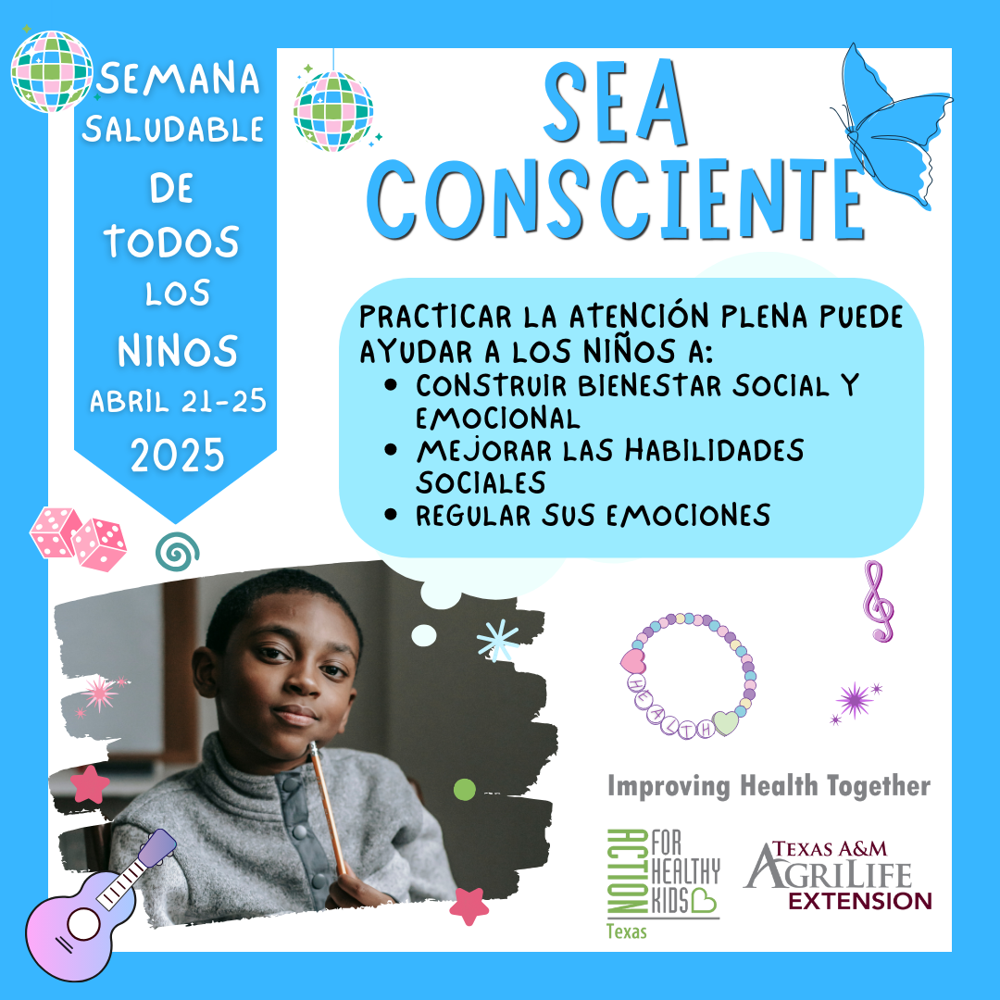 SEMANA
SALUDABLE
DE
TODOS
LOS
NINOS
ABRIL 21-25
2025
SEA
CONSCIENTE
PRACTICAR LA ATENCIÓN PLENA PUEDE
AYUDAR A LOS NIÑOS A:
• CONSTRUIR BIENESTAR SOCIAL Y
EMOCIONAL
• MEJORAR LAS HABILIDADES
SOCIALES
• REGULAR SUS EMOCIONES
HEALTH
Improving Health Together
ACTION
FOR
HEALTHY
KIDS
Texas
TEXAS A&M
AGRILIFE
EXTENSION